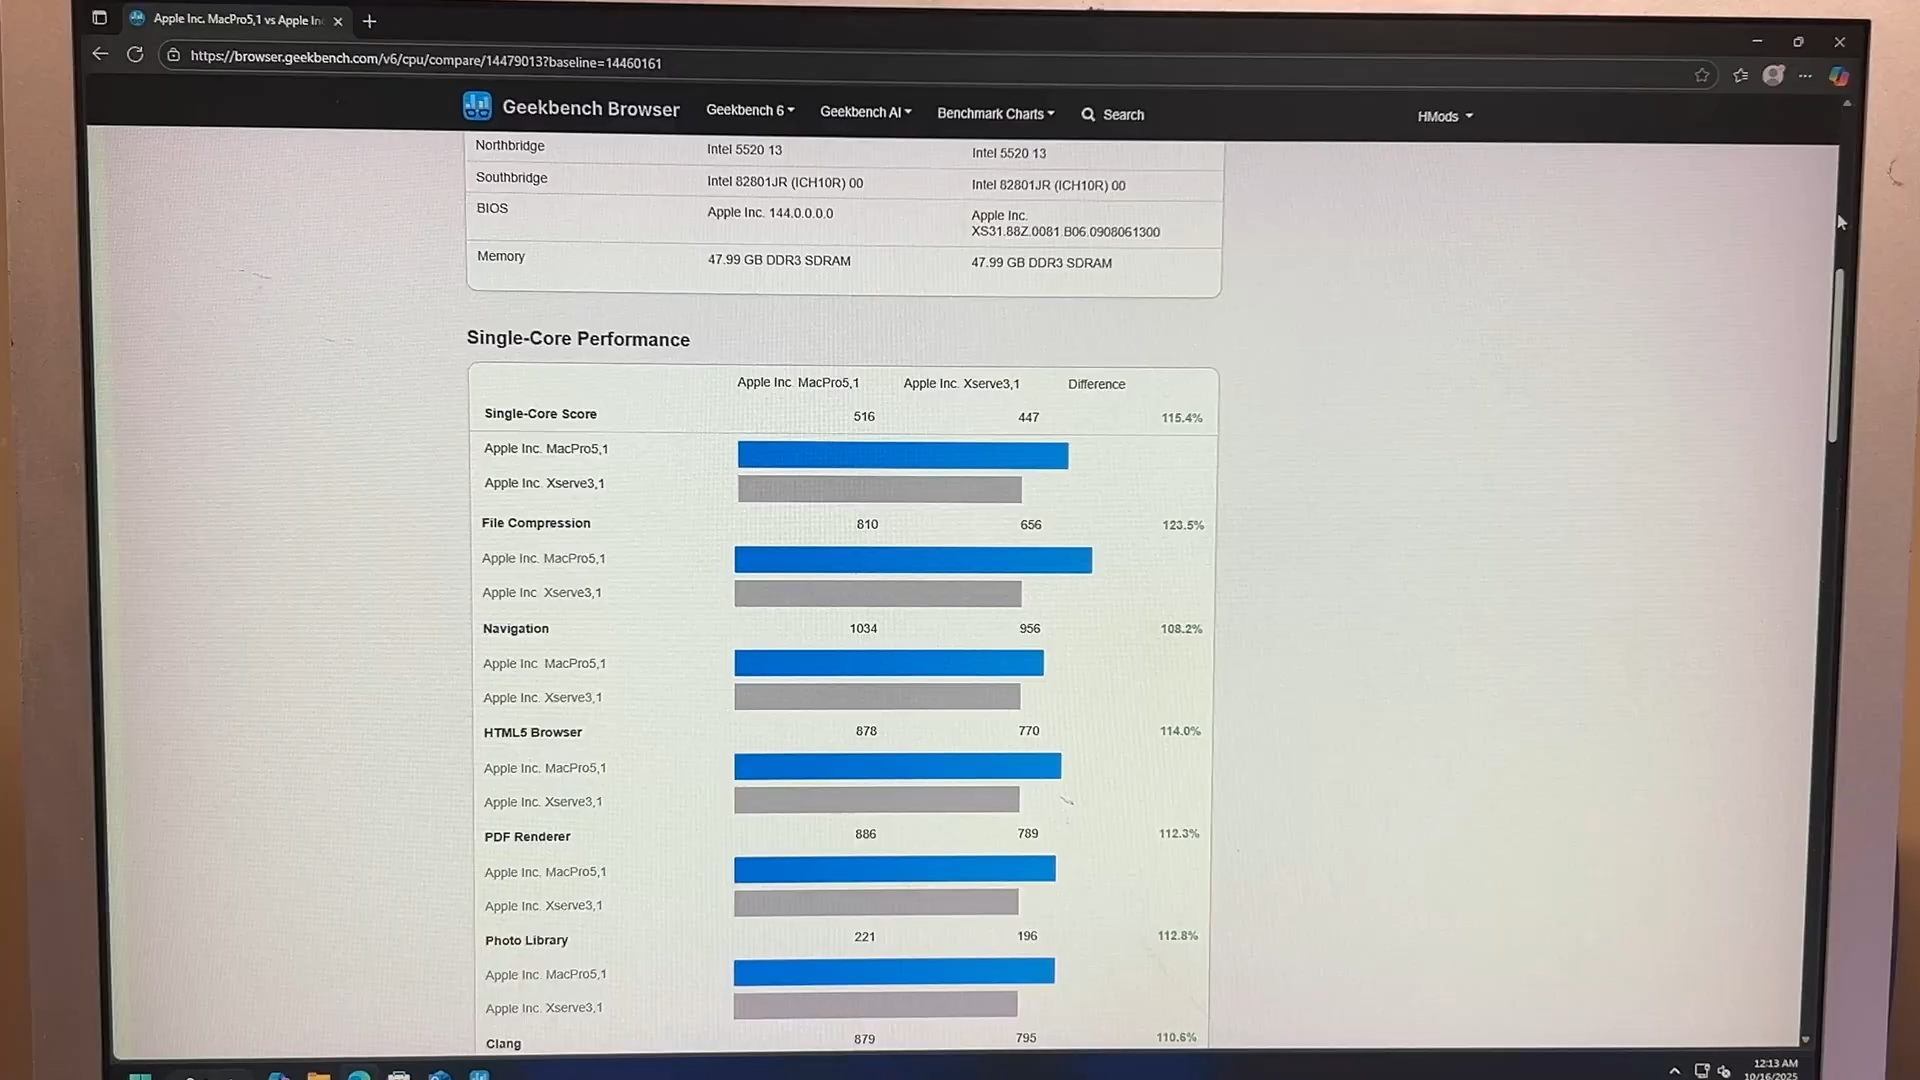 Apple Inc. MacPro5,1 vs Apple In
https://browser.geekbench.com/v6/cpu/compare/14479013?baseline=14460161
Geekbench Browser Geekbench 6 Geekbench AI Benchmark Charts Search HMods
Northbridge Intel 5520 13 Intel 5520 13
Southbridge Intel 82801JR (ICH10R) 00 Intel 82801JR (ICH10R) 00
BIOS Apple Inc. 144.0.0.0.0 Apple Inc.
XS31.88Z.0081.B06.0908061300
Memory 47.99 GB DDR3 SDRAM 47.99 GB DDR3 SDRAM
Single-Core Performance
Apple Inc. MacPro5,1 Apple Inc. Xserve3,1 Difference
Single-Core Score 516 447 115.4%
Apple Inc. MacPro5,1
Apple Inc. Xserve3,1
File Compression 810 656 123.5%
Apple Inc. MacPro5,1
Apple Inc. Xserve3,1
Navigation 1034 956 108.2%
Apple Inc. MacPro5,1
Apple Inc. Xserve3,1
HTML5 Browser 878 770 114.0%
Apple Inc. MacPro5,1
Apple Inc. Xserve3,1
PDF Renderer 886 789 112.3%
Apple Inc. MacPro5,1
Apple Inc. Xserve3,1
Photo Library 221 196 112.8%
Apple Inc. MacPro5,1
Apple Inc. Xserve3,1
Clang 879 795 110.6%
12:13 AM
10/16/2025